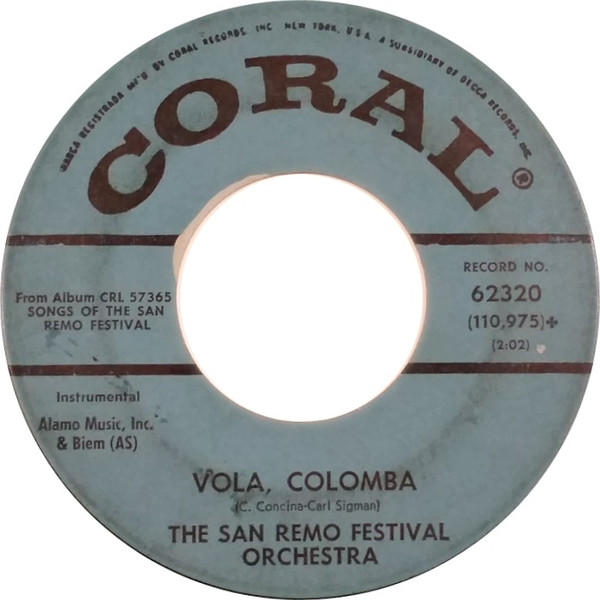 MARCA REGISTRADA MF'D BY CORAL RECORDS, INC. NEW YORK, U.S.A. A SUBSIDIARY OF DECCA RECORDS, INC.
CORAL®
From Album CRL 57365
SONGS OF THE SAN
REMO FESTIVAL
RECORD NO.
62320
(110,975)+
(2:02)
Instrumental
Alamo Music, Inc.
& Biem (AS)
VOLA, COLOMBA
(C. Concina-Carl Sigman)
THE SAN REMO FESTIVAL
ORCHESTRA